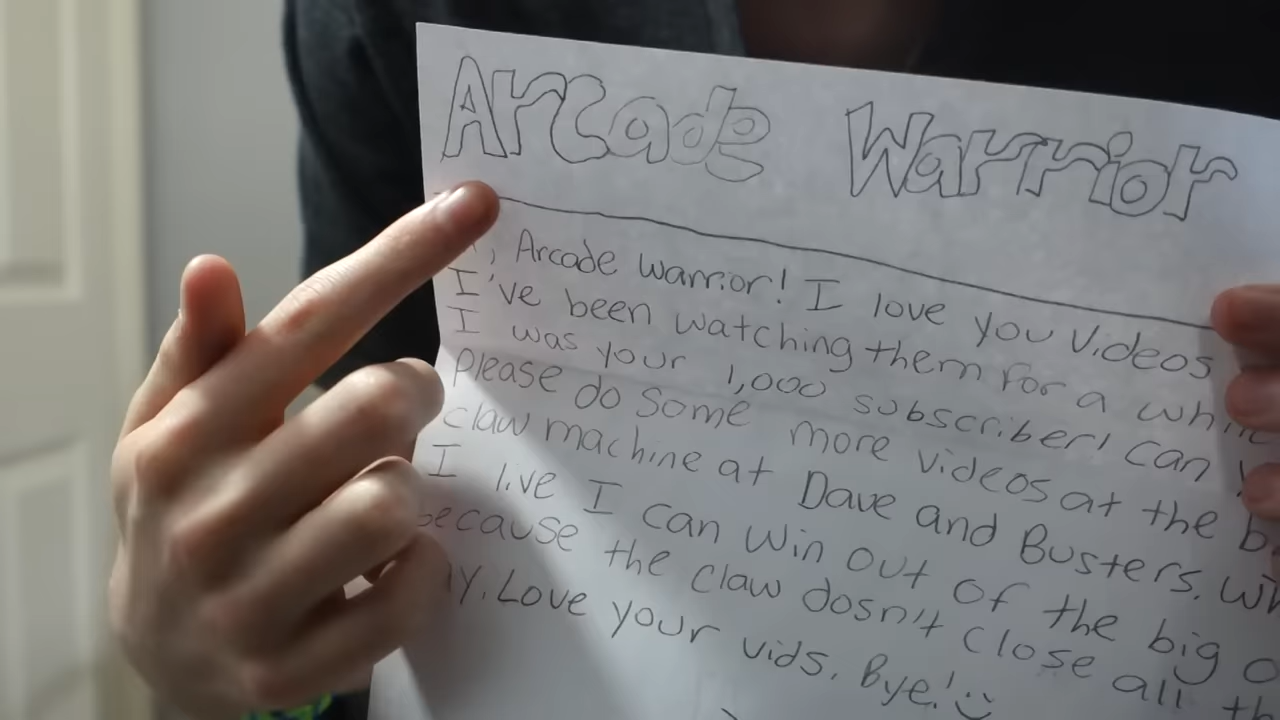 Arcade Warrior
, Arcade Warrior! I love you Videos
I've been watching them for a
I was your 1,000 subscriber! Can
Please do some more videos at the
claw machine at Dave and Busters.
I live I can win out of the big
because the claw dosn't close all
Love your vids. Bye! :)